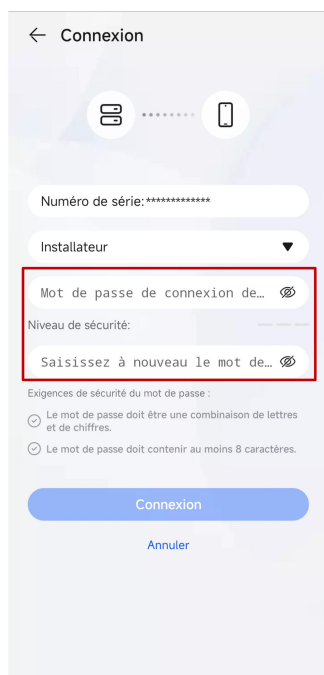 Connexion
Numéro de série:************
Installateur
Mot de passe de connexion de...
Niveau de sécurité:
Saisissez à nouveau le mot de...
Exigences de sécurité du mot de passe :
Le mot de passe doit être une combinaison de lettres
et de chiffres.
Le mot de passe doit contenir au moins 8 caractères.
Connexion
Annuler